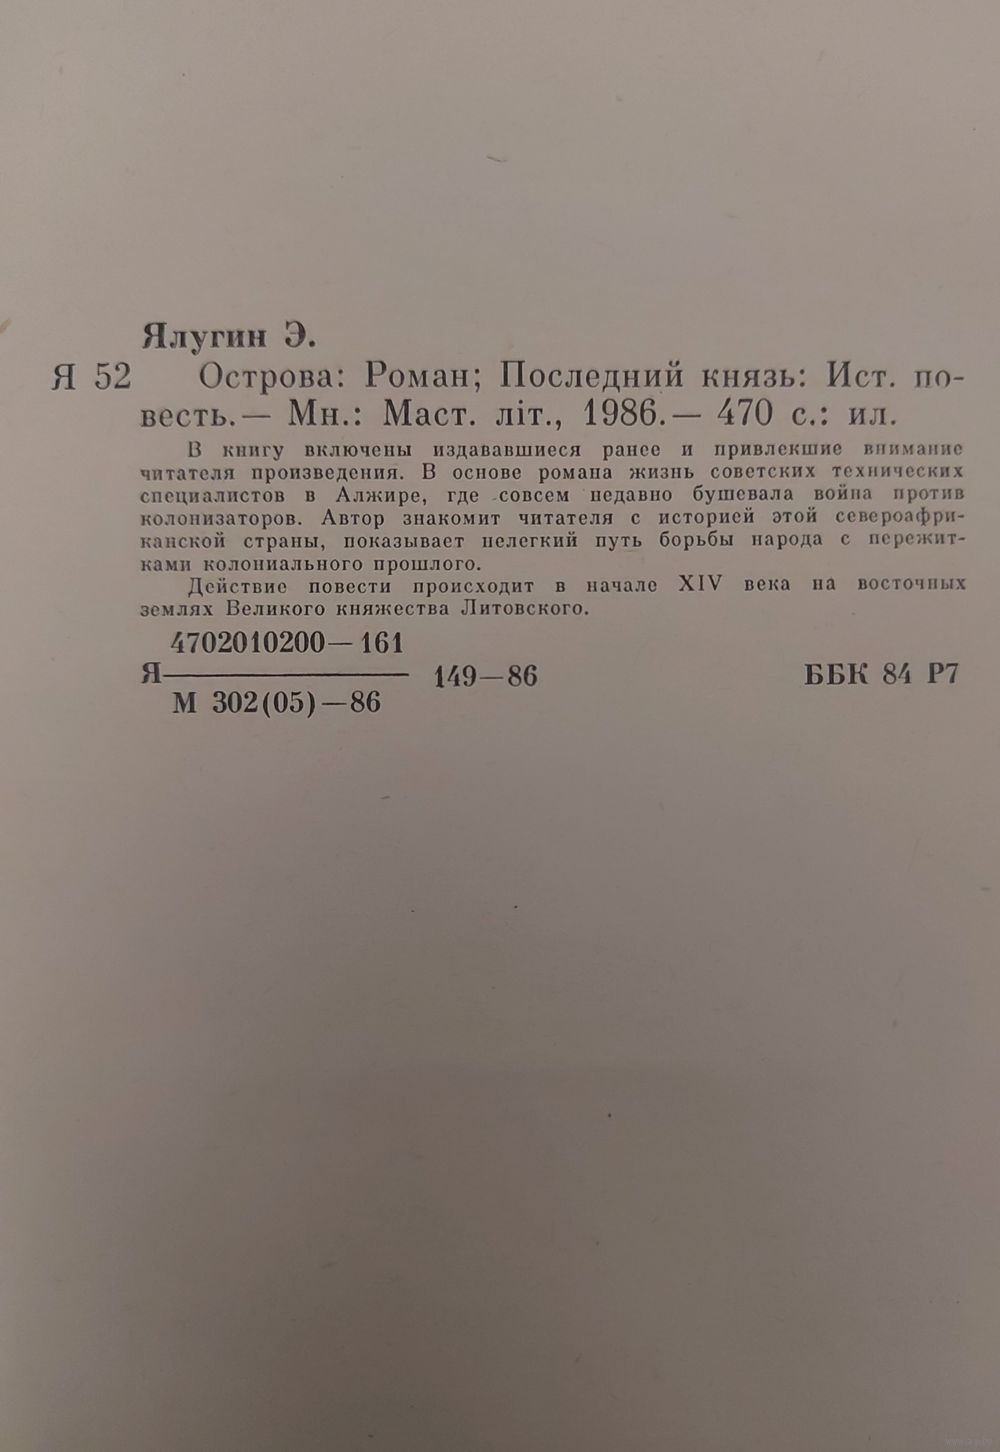 Ялугин Э.
Я 52 Острова: Роман; Последний князь: Ист. по-
весть.— Мн.: Маст. літ., 1986.— 470 с.: ил.
В книгу включены издававшиеся ранее и привлекшие внимание
читателя произведения. В основе романа жизнь советских технических
специалистов в Алжире, где совсем недавно бушевала война против
колонизаторов. Автор знакомит читателя с историей этой североафри-
канской страны, показывает нелегкий путь борьбы народа с пережит-
ками колониального прошлого.
Действие повести происходит в начале XIV века на восточных
землях Великого княжества Литовского.
4702010200—161
Я 149—86 ББК 84 Р7
М 302(05)—86